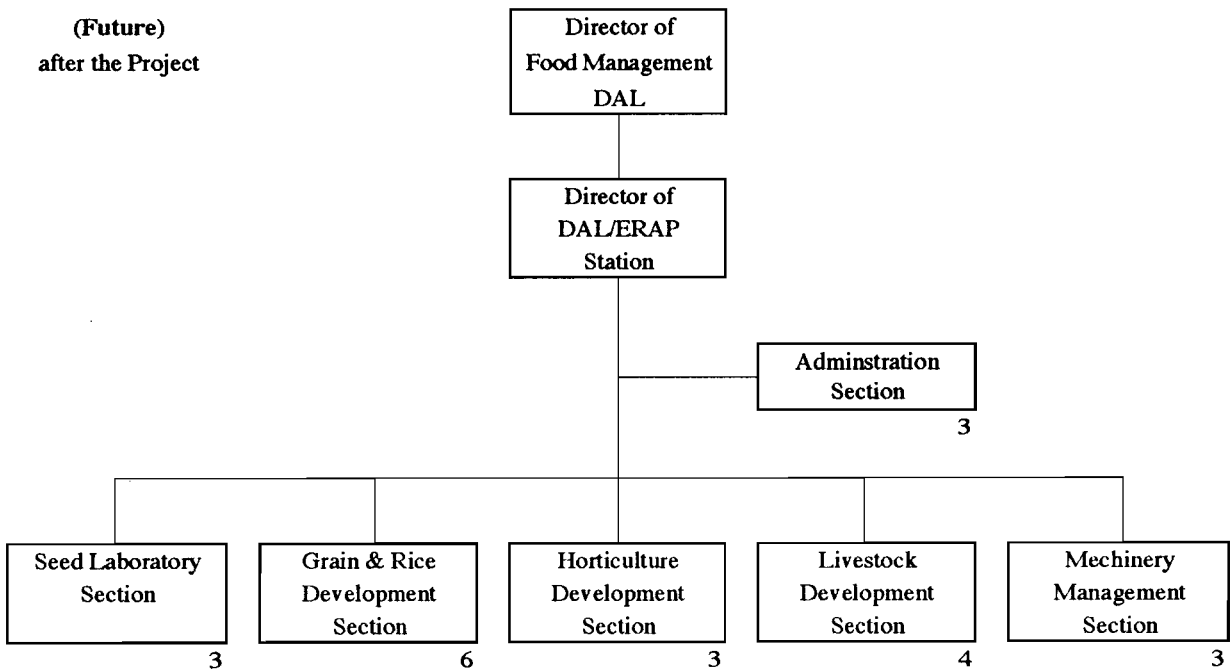 (Future)
after the Project
Director of
Food Management
DAL
Director of
DAL/ERAP
Station
Adminstration
Section
3
Seed Laboratory
Section
3
Grain & Rice
Development
Section
6
Horticulture
Development
Section
3
Livestock
Development
Section
4
Mechinery
Management
Section
3